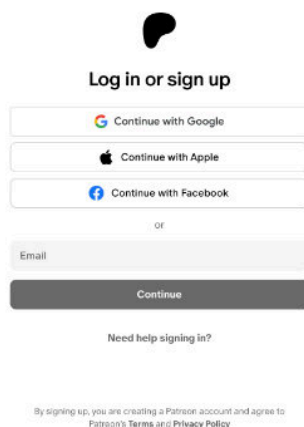 Log in or sign up
Continue with Google
Continue with Apple
Continue with Facebook
or
Email
Continue
Need help signing in?
By signing up, you are creating a Patreon account and agree to
Patreon's Terms and Privacy Policy